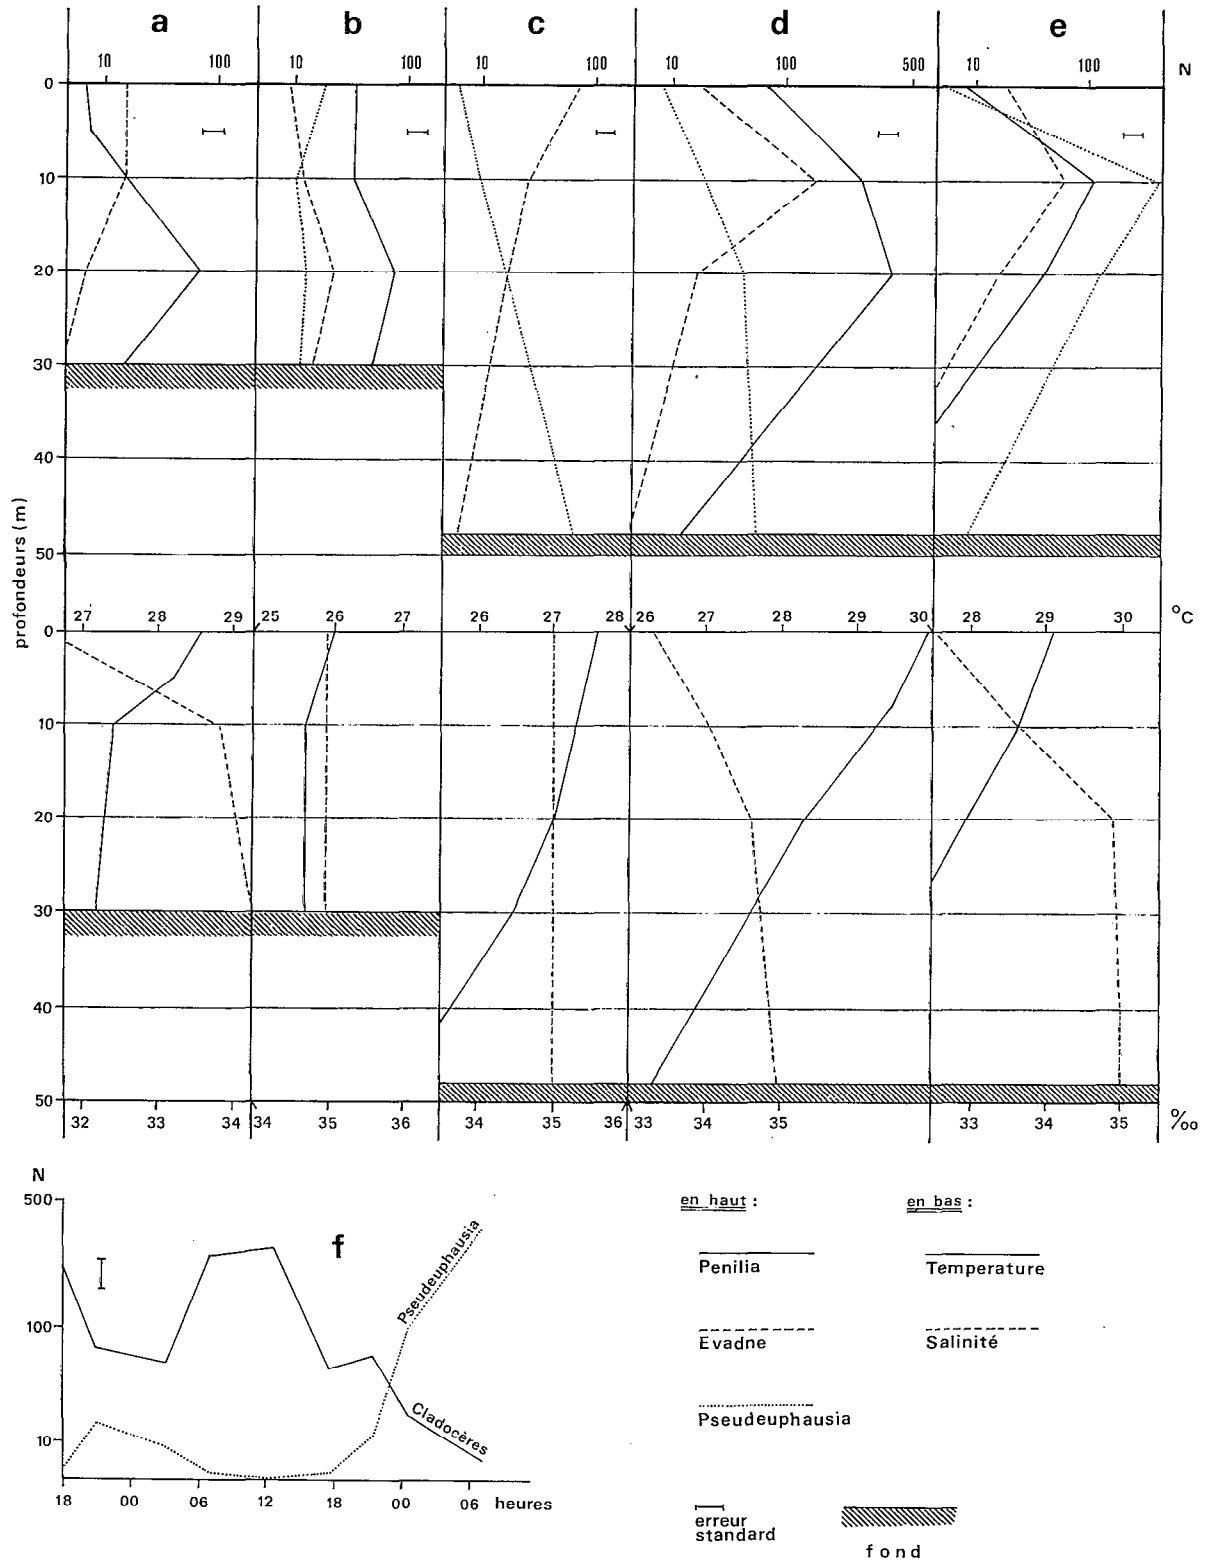 a b c d e
10 100 10 100 10 100 10 100 500 10 100 N
0
10
20
30
40
50
profondeurs (m)
27 28 29 25 26 27 26 27 28 26 27 28 29 30 28 29 30 °C
0
10
20
30
40
50
32 33 34 34 35 36 34 35 36 33 34 35 33 34 35 ‰
N
500
100
10
f
Pseudeuphausia
Cladocères
18 00 06 12 18 00 06 heures
en haut :
Penilia
Evadne
Pseudeuphausia
en bas :
Temperature
Salinité
erreur
standard
fond